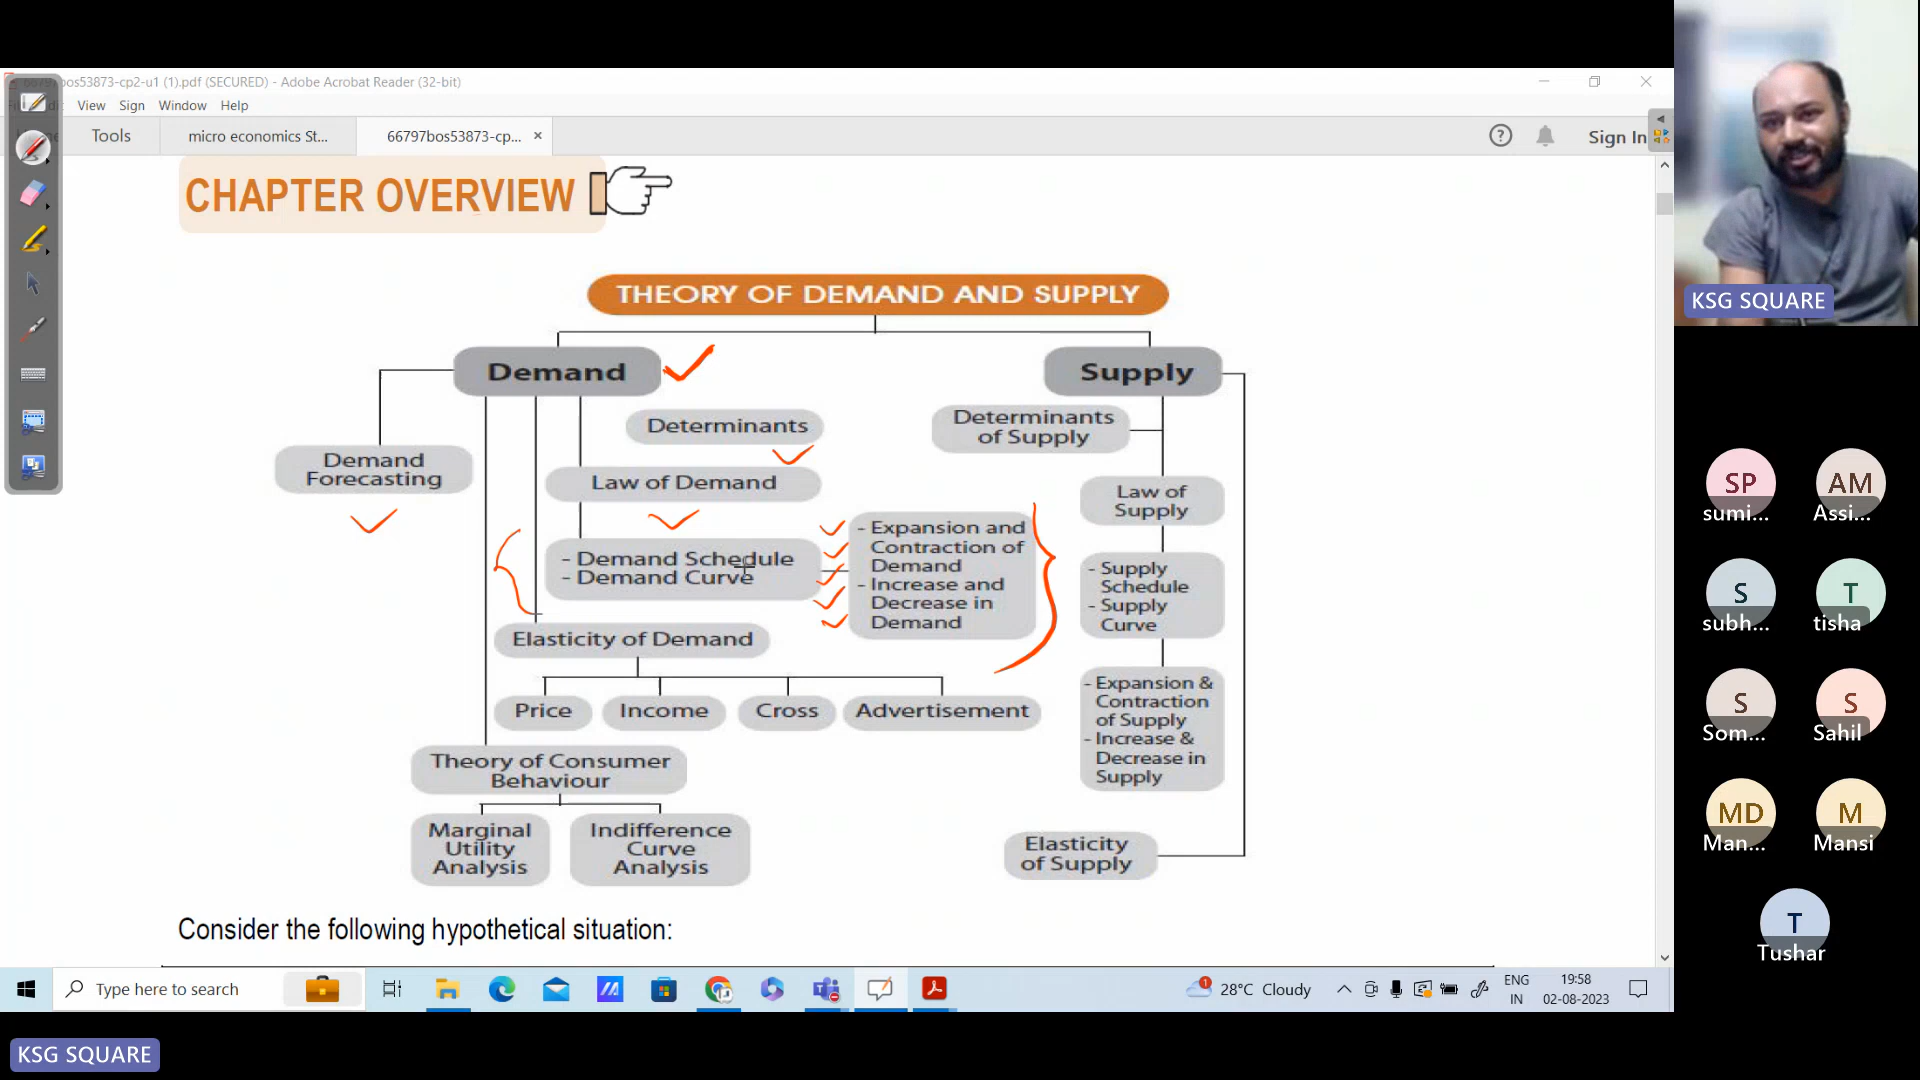 66797bos53873-cp2-u1 (1).pdf (SECURED) - Adobe Acrobat Reader (32-bit)
View Sign Window Help
Tools
micro economics St...
66797bos53873-cp...
Sign In
CHAPTER OVERVIEW
THEORY OF DEMAND AND SUPPLY
Demand
Demand
Forecasting
Determinants
Law of Demand
- Demand Schedule
- Demand Curve
- Expansion and
Contraction of
Demand
- Increase and
Decrease in
Demand
Elasticity of Demand
Price
Income
Cross
Advertisement
Theory of Consumer
Behaviour
Marginal
Utility
Analysis
Indifference
Curve
Analysis
Supply
Determinants
of Supply
Law of
Supply
- Supply
Schedule
- Supply
Curve
- Expansion &
Contraction
of Supply
- Increase &
Decrease in
Supply
Elasticity
of Supply
Consider the following hypothetical situation:
Type here to search
1
28°C Cloudy
ENG
IN
19:58
02-08-2023
KSG SQUARE
SP
sumi...
AM
Assi...
S
subh...
T
tisha
S
Som...
S
Sahil
MD
Man...
M
Mansi
T
Tushar
KSG SQUARE